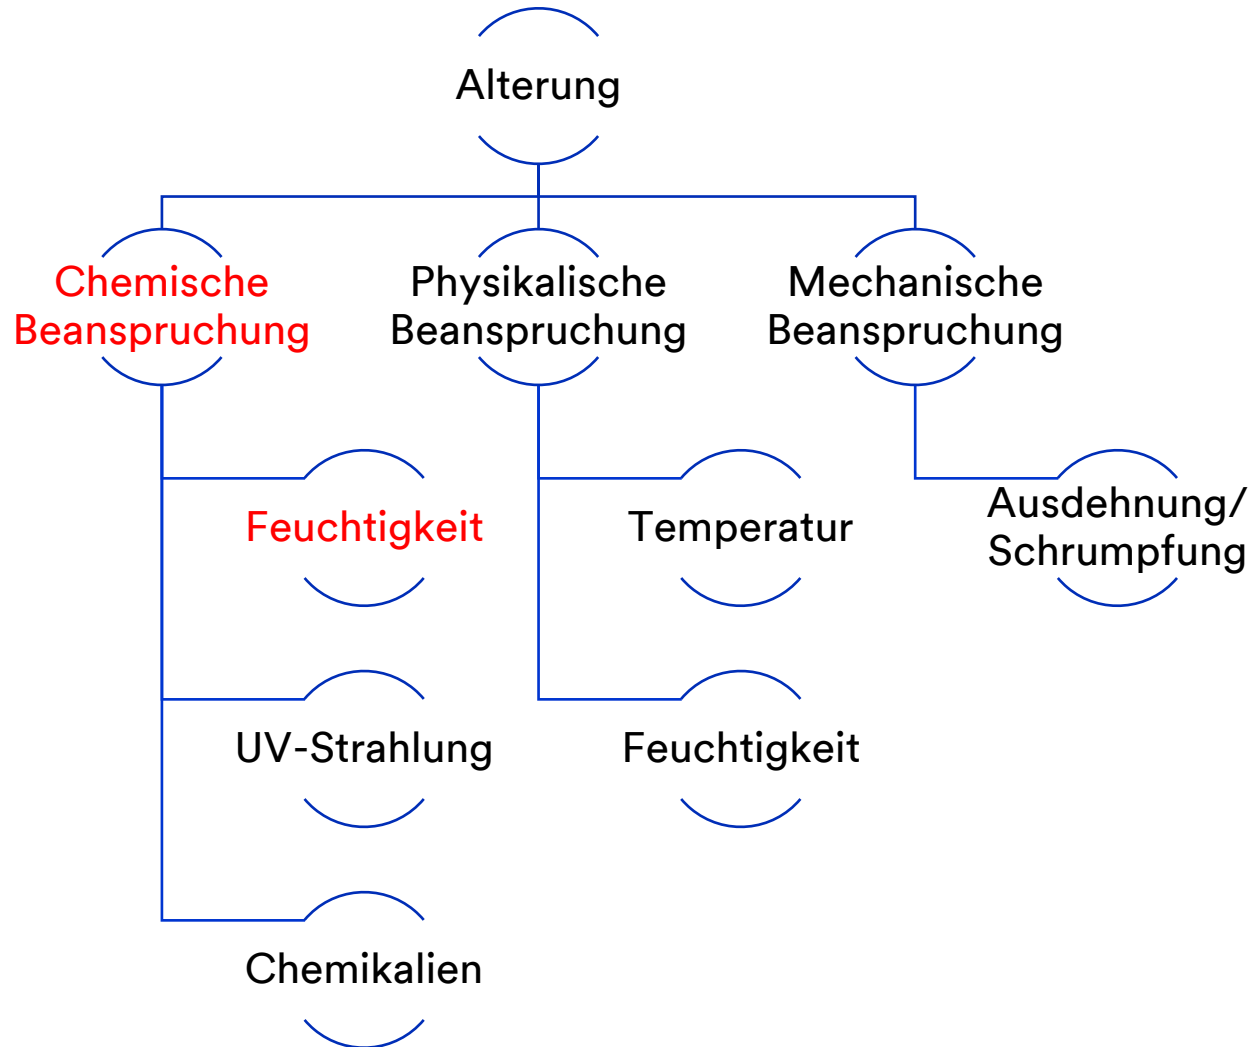 Alterung
Chemische
Beanspruchung
Physikalische
Beanspruchung
Mechanische
Beanspruchung
Feuchtigkeit
Temperatur
Ausdehnung/
Schrumpfung
UV-Strahlung
Feuchtigkeit
Chemikalien